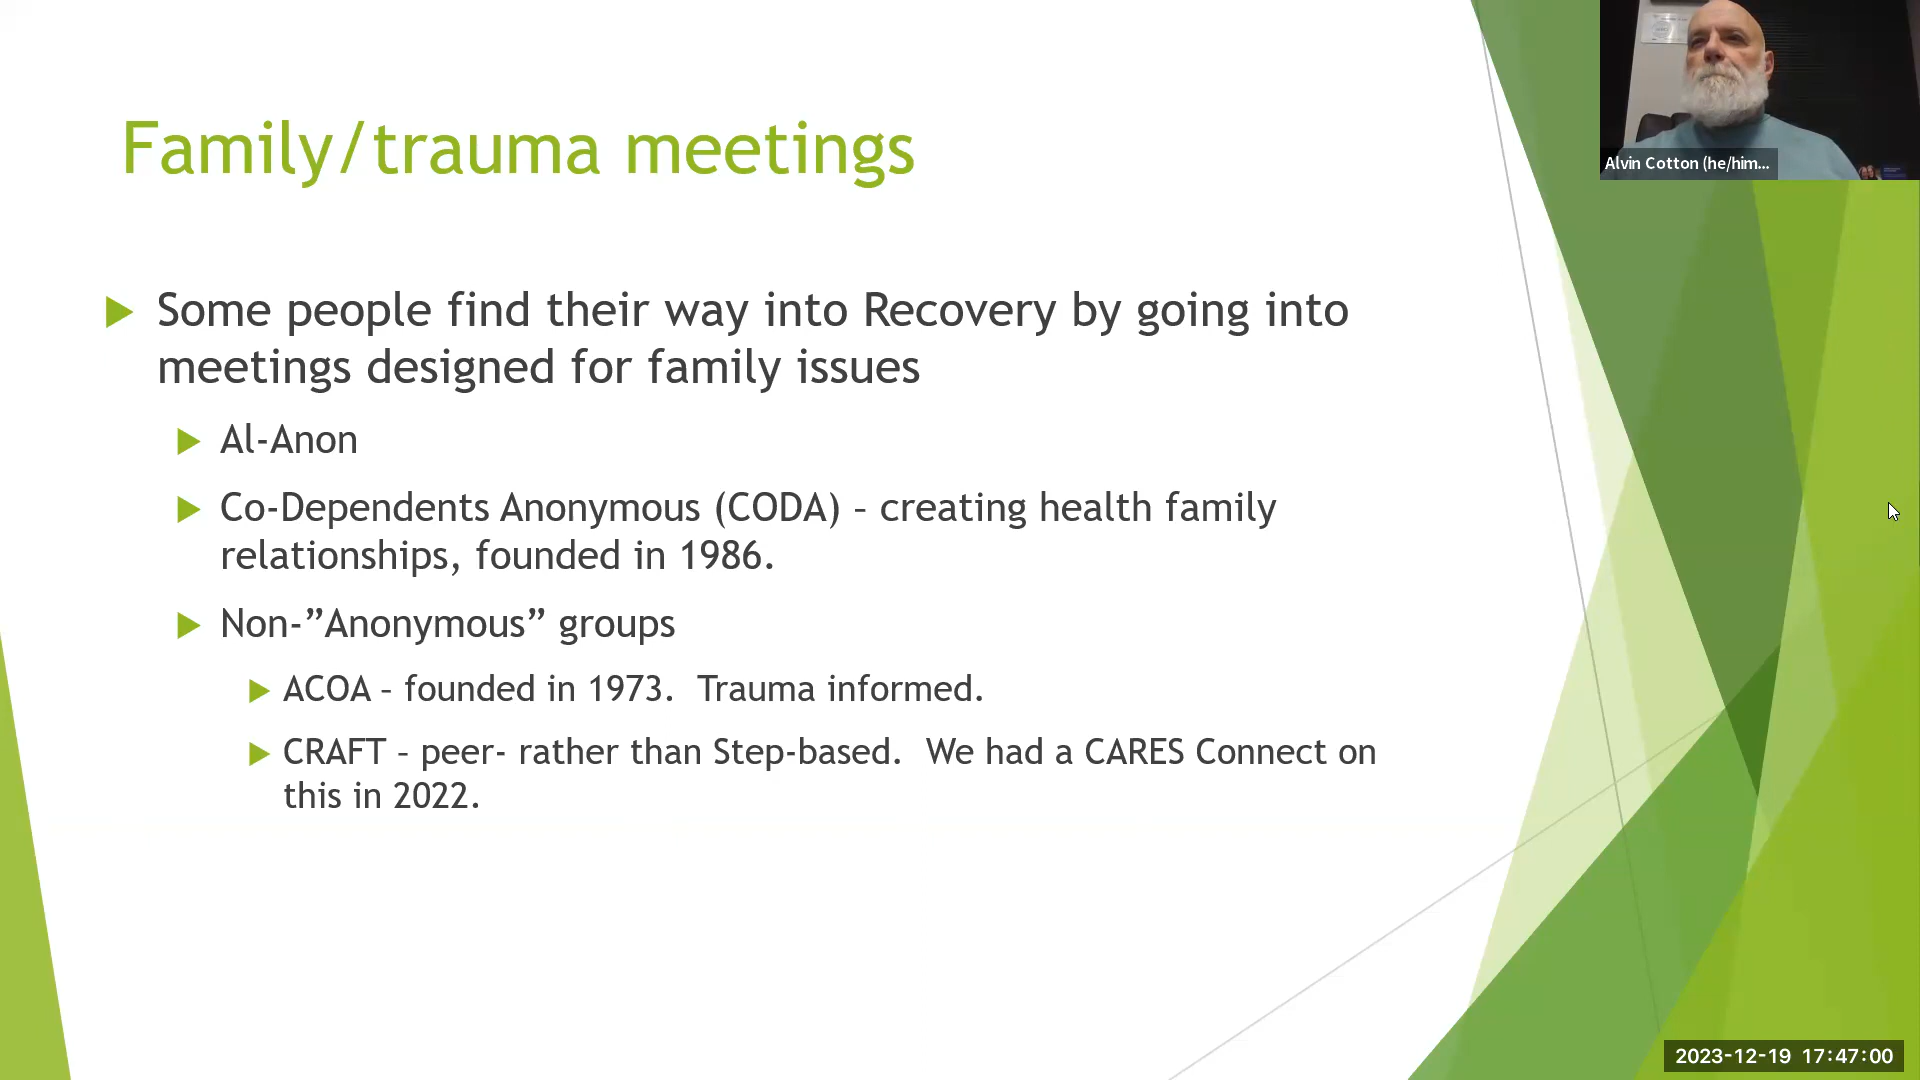 Family/trauma meetings
Some people find their way into Recovery by going into
meetings designed for family issues
Al-Anon
Co-Dependents Anonymous (CODA) – creating health family
relationships, founded in 1986.
Non-”Anonymous” groups
ACOA – founded in 1973.  Trauma informed.
CRAFT – peer- rather than Step-based.  We had a CARES Connect on
this in 2022.
Alvin Cotton (he/him...
2023-12-19 17:47:00